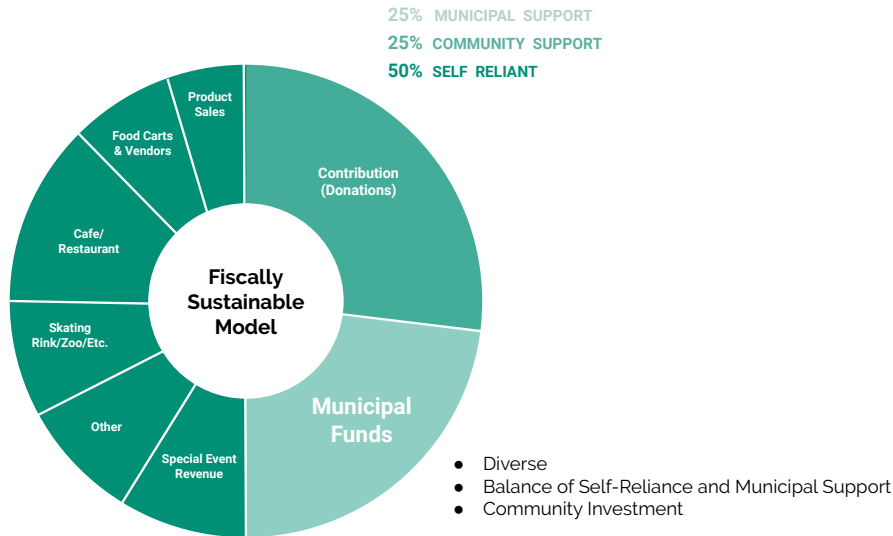 25% MUNICIPAL SUPPORT
25% COMMUNITY SUPPORT
50% SELF RELIANT
Product
Sales
Food Carts
& Vendors
Contribution
(Donations)
Cafe/
Restaurant
Fiscally
Sustainable
Model
Skating
Rink/Zoo/Etc.
Municipal
Funds
Other
Special Event
Revenue
● Diverse
● Balance of Self-Reliance and Municipal Support
● Community Investment